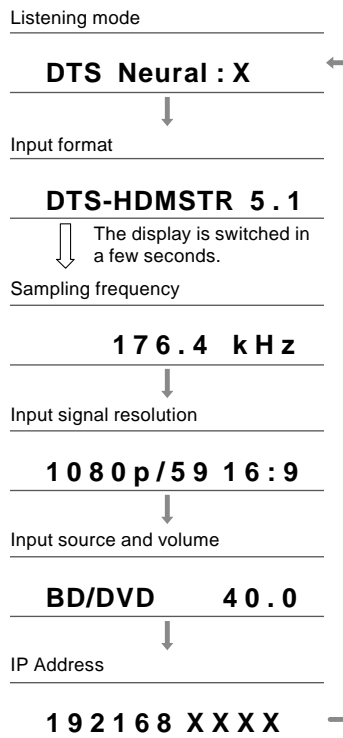 Listening mode
DTS Neural:X
Input format
DTS-HDMSTR 5.1
The display is switched in
a few seconds.
Sampling frequency
176.4 kHz
Input signal resolution
1080p/59 16:9
Input source and volume
BD/DVD 40.0
IP Address
192168XXXX